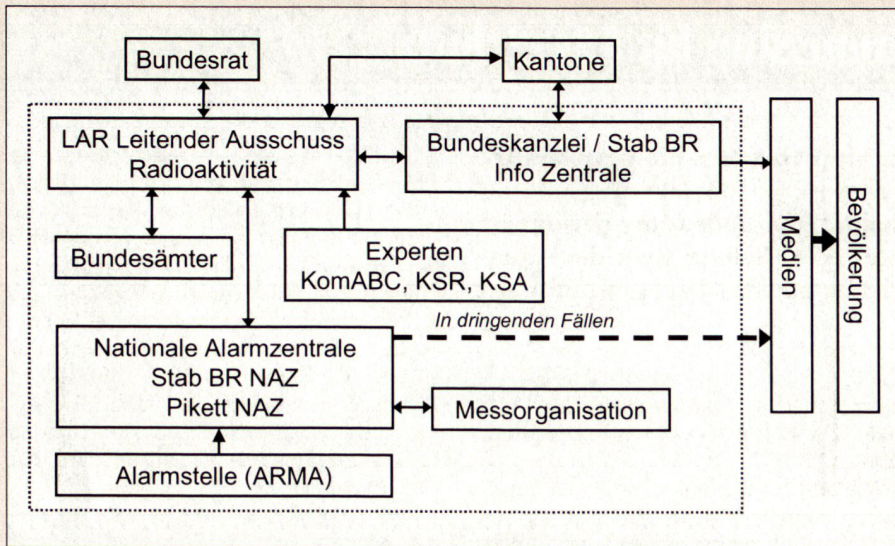 Bundesrat
Kantone
LAR Leitender Ausschuss
Radioaktivität
Bundeskanzlei / Stab BR
Info Zentrale
Bundesämter
Experten
KomABC, KSR, KSA
In dringenden Fällen
Nationale Alarmzentrale
Stab BR NAZ
Pikett NAZ
Messorganisation
Alarmstelle (ARMA)
Medien
Bevölkerung